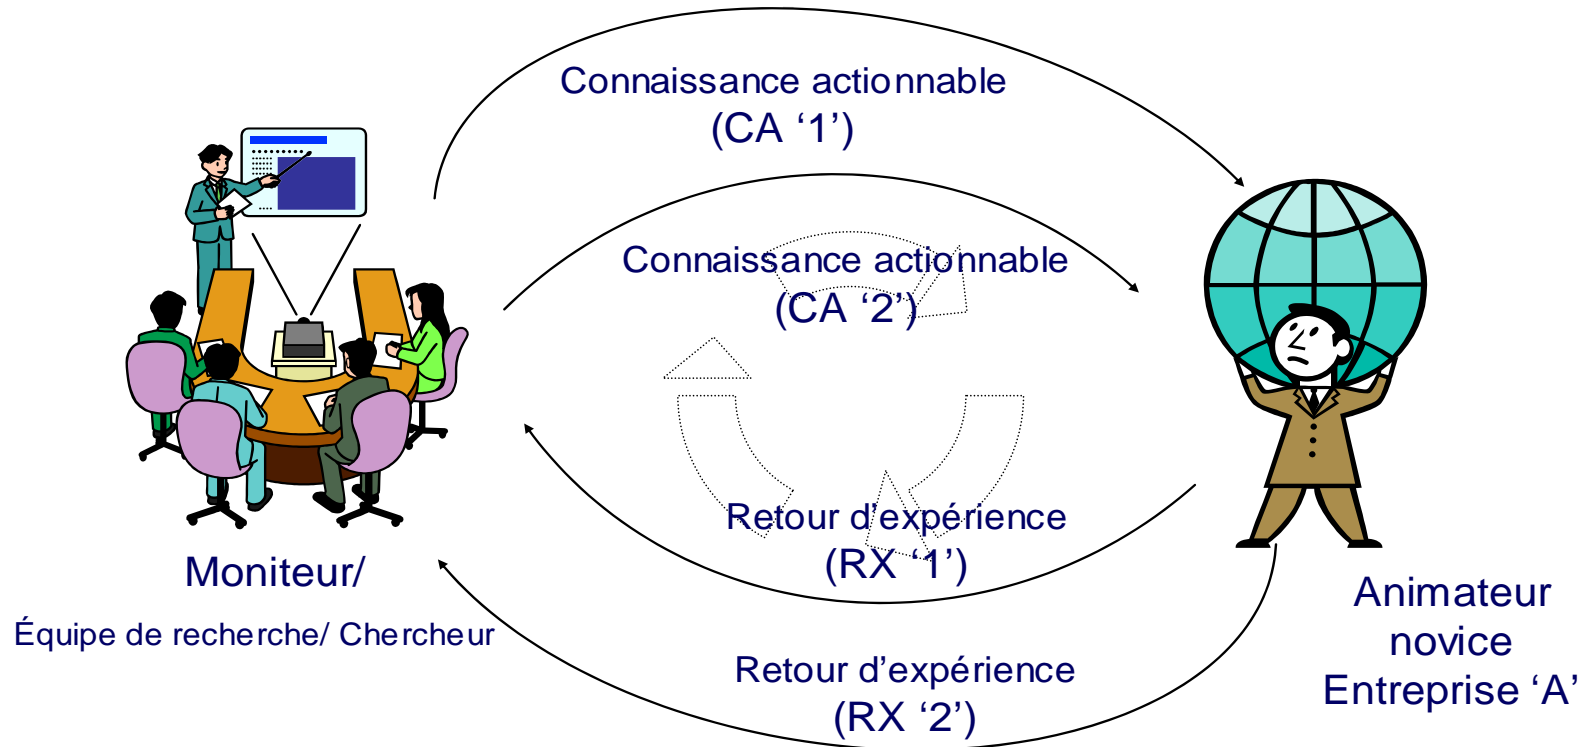 Connaissance actionnable
(CA ‘1’)
Connaissance actionnable
(CA ‘2’)
Retour d’expérience
(RX ‘1’)
Moniteur/
Équipe de recherche/ Chercheur
Retour d’expérience
(RX ‘2’)
Animateur
novice
Entreprise ‘A’